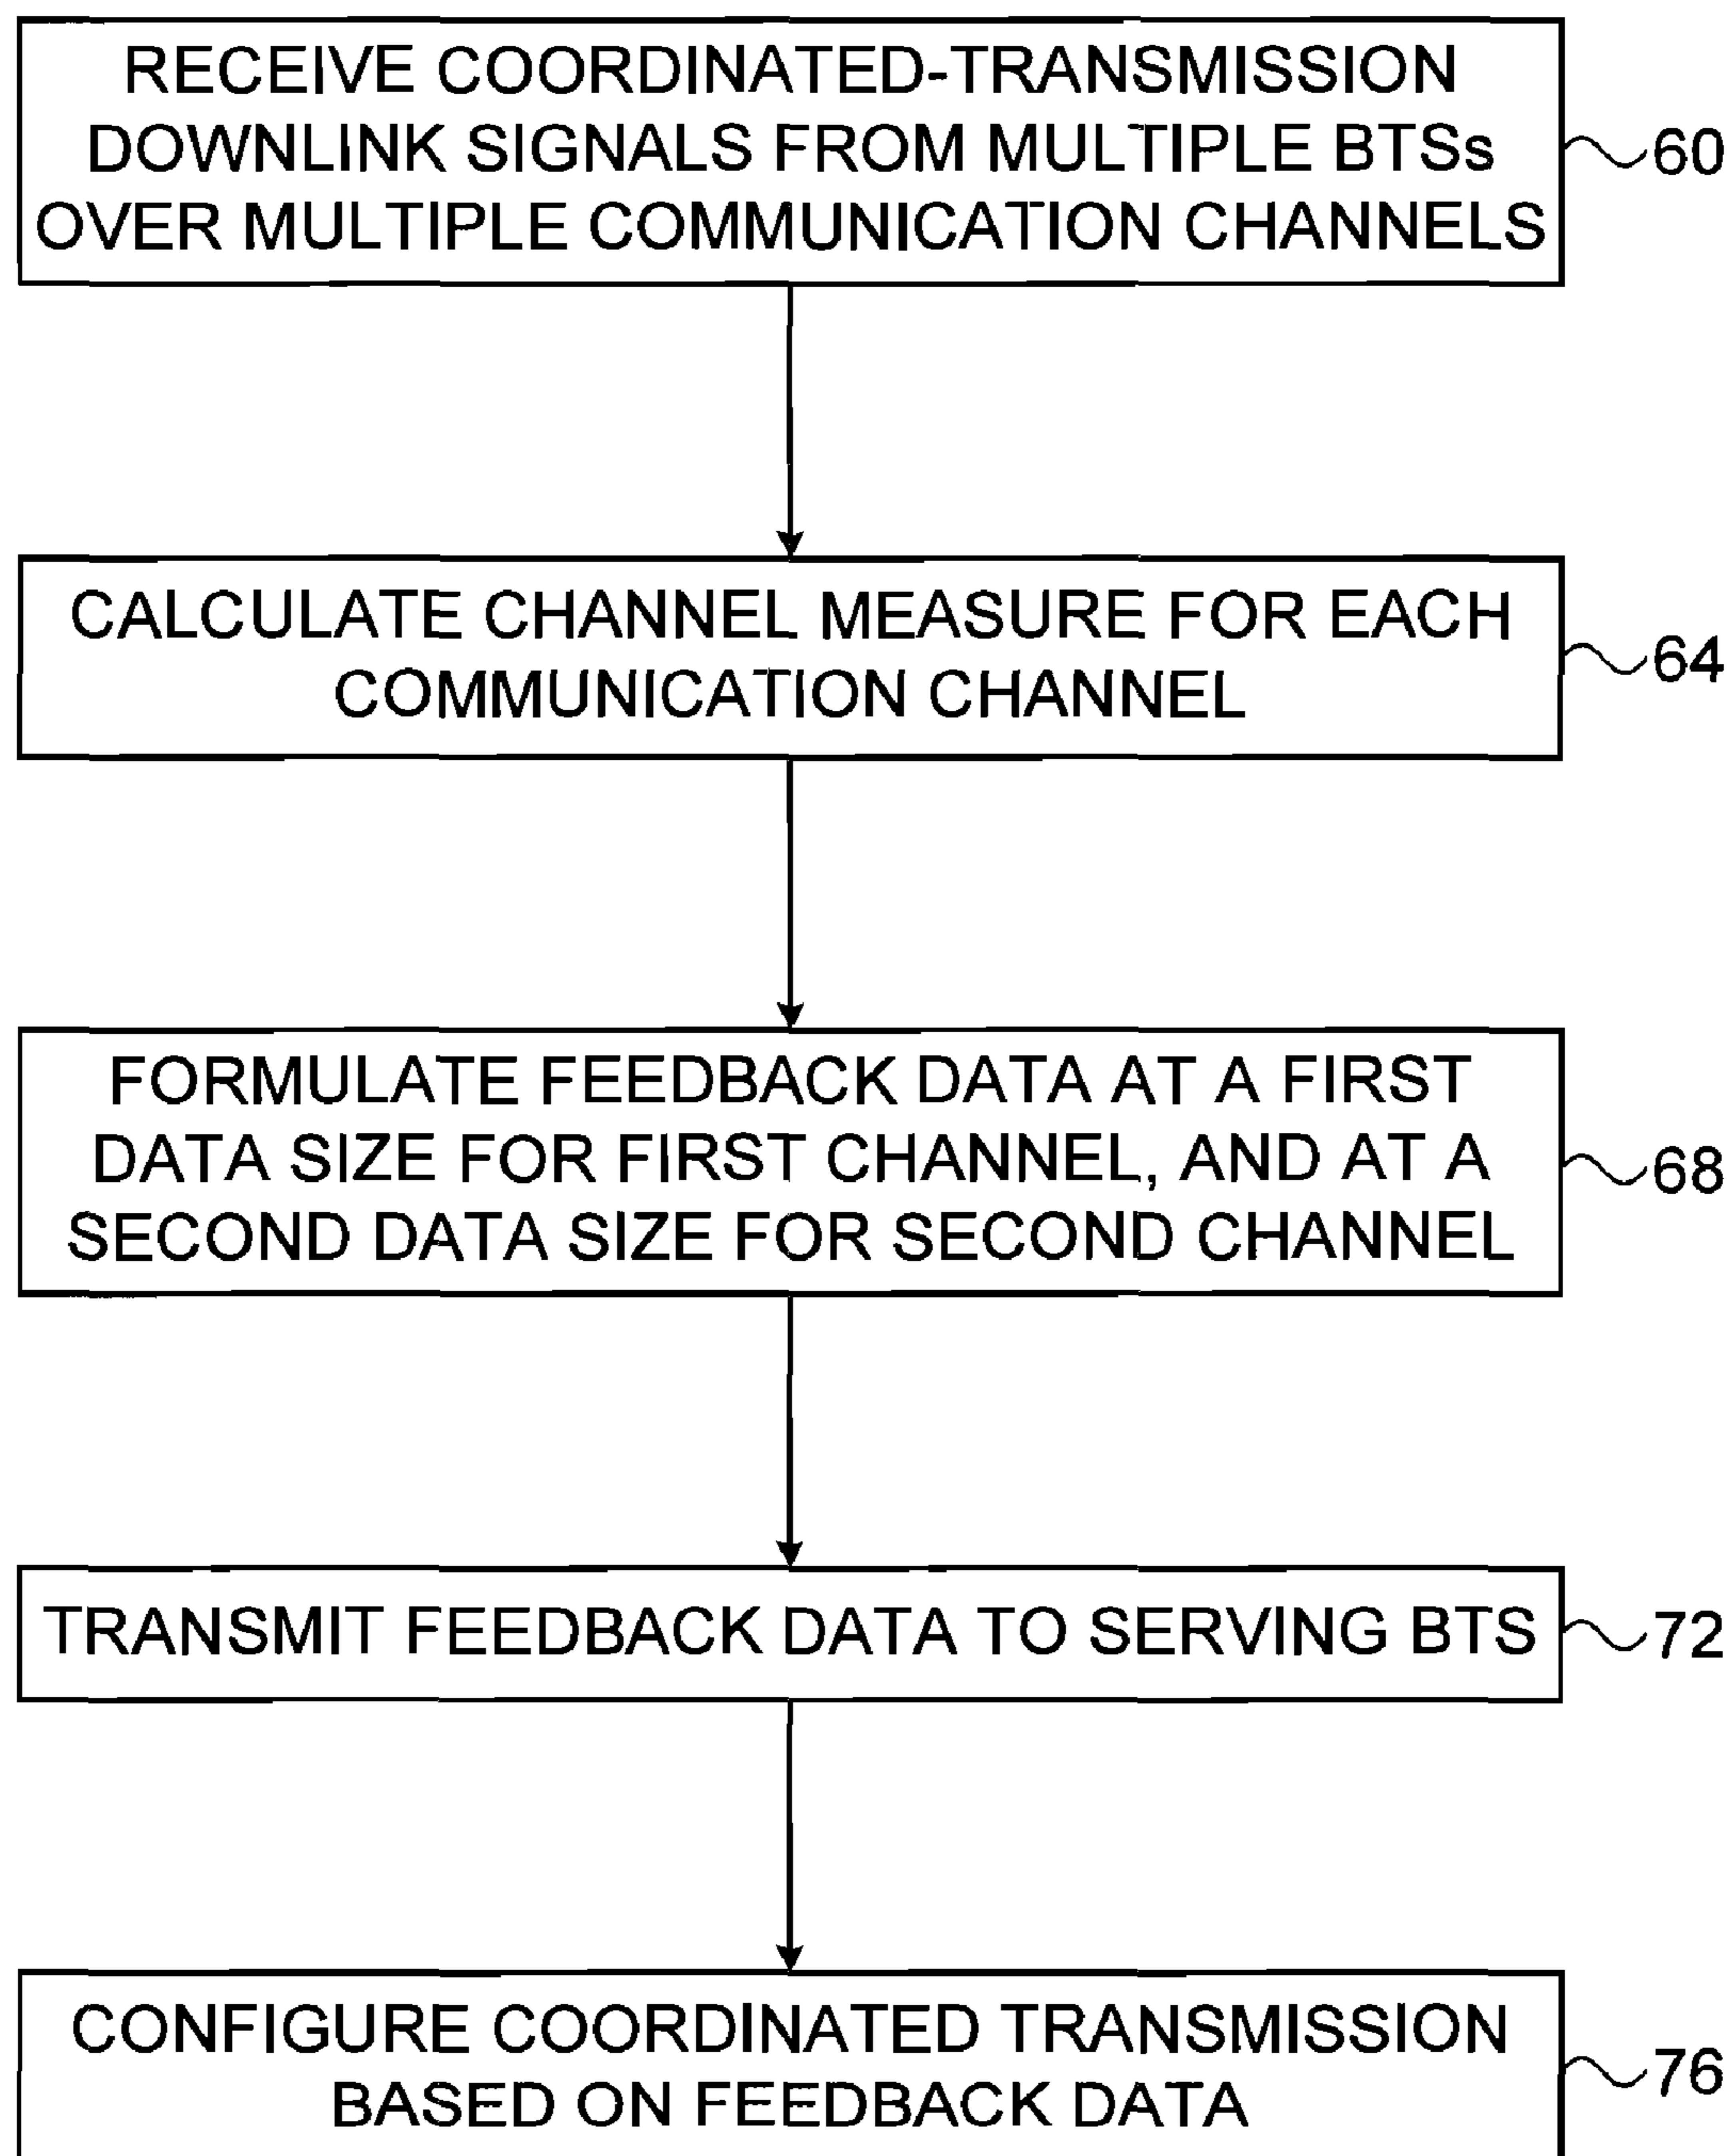 RECEIVE COORDINATED-TRANSMISSION
DOWNLINK SIGNALS FROM MULTIPLE BTSs
OVER MULTIPLE COMMUNICATION CHANNELS
60
CALCULATE CHANNEL MEASURE FOR EACH
COMMUNICATION CHANNEL
64
FORMULATE FEEDBACK DATA AT A FIRST
DATA SIZE FOR FIRST CHANNEL, AND AT A
SECOND DATA SIZE FOR SECOND CHANNEL
68
TRANSMIT FEEDBACK DATA TO SERVING BTS
72
CONFIGURE COORDINATED TRANSMISSION
BASED ON FEEDBACK DATA
76